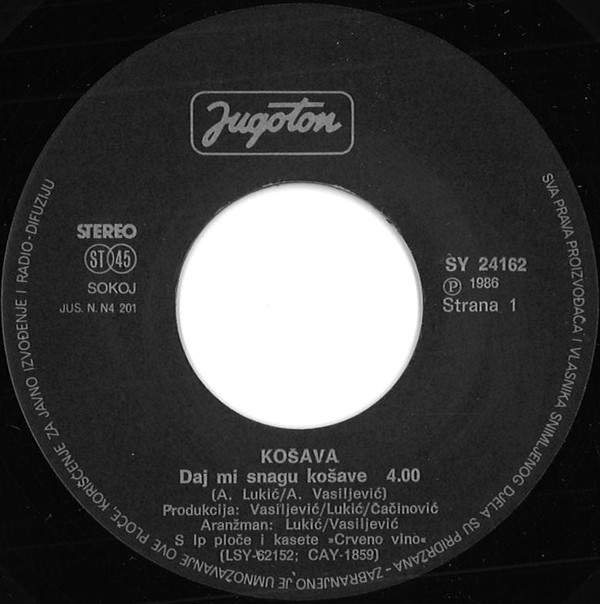 Jugoton
STEREO
ST 45
SOKOJ
JUS. N. N4 201
SY 24162
Ⓟ 1986
Strana 1
KOŠAVA
Daj mi snagu košave 4.00
(A. Lukić/A. Vasiljević)
Produkcija: Vasiljević/Lukić/Čačinović
Aranžman: Lukić/Vasiljević
S lp ploče i kasete »Crveno vino«
(LSY-62152; CAY-1859)
SVA PRAVA PROIZVOĐAČA I VLASNIKA SNIMLJENOG DJELA SU PRIDRŽANA - ZABRANJENO JE UMNOŽAVANJE OVE PLOČE, KORIŠĆENJE ZA JAVNO IZVOĐENJE I RADIO-DIFUZIJU